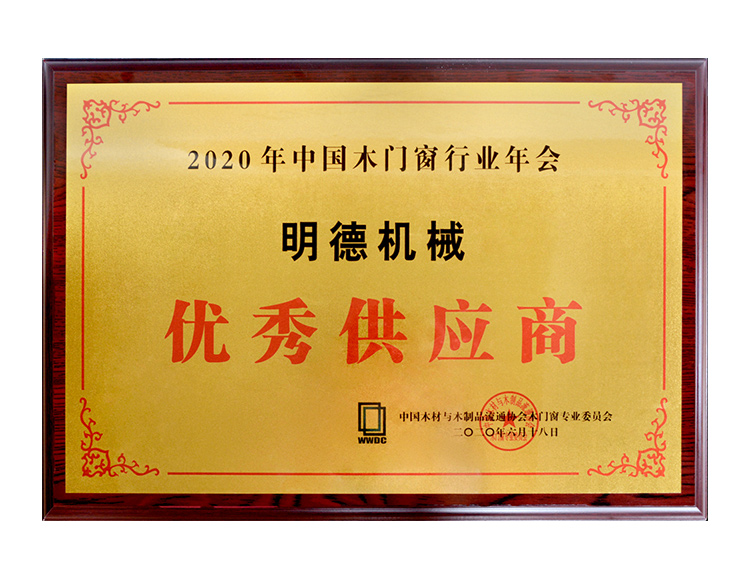 2020年中国木门窗行业年会
明德机械
优秀供应商
WWDC
中国木材与木制品流通协会木门窗专业委员会
二〇二〇年六月十八日